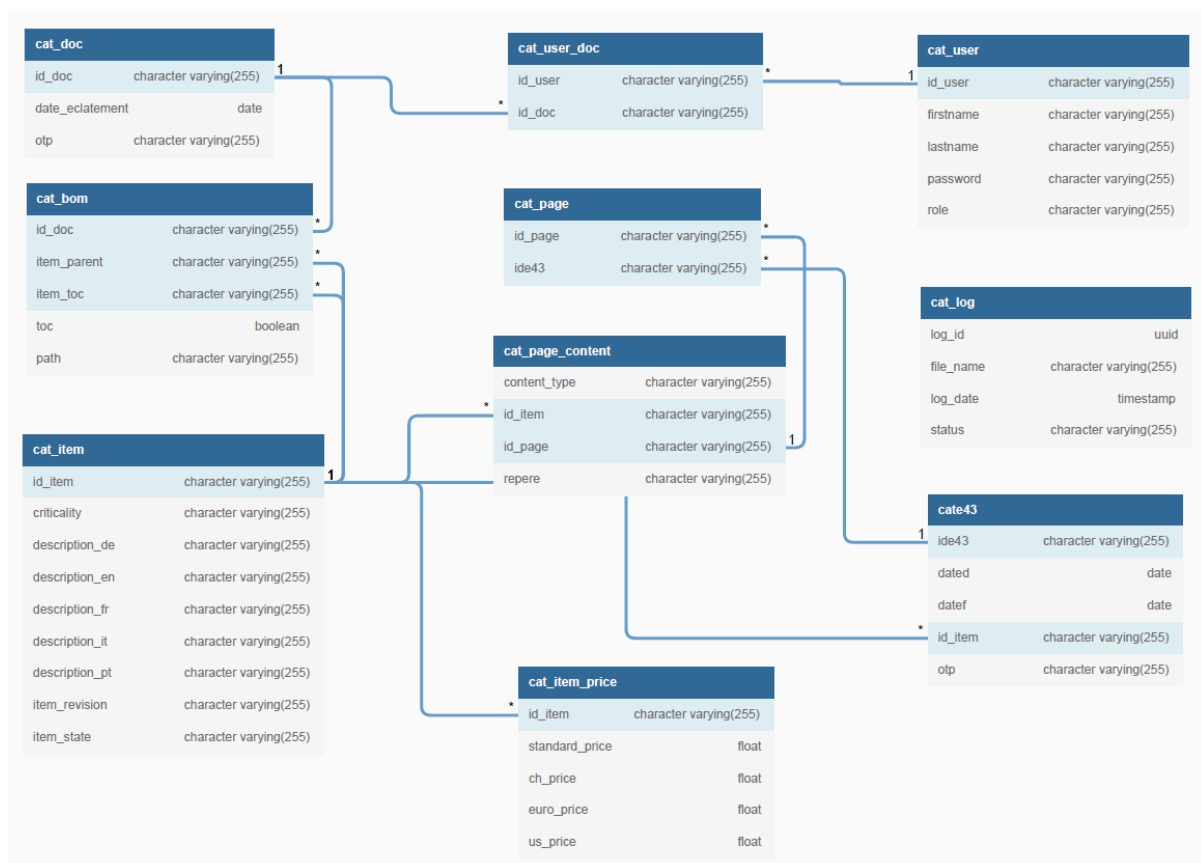 cat_doc
id_doc character varying(255)
date_eclatement date
otp character varying(255)
1
*
cat_user_doc
id_user character varying(255)
id_doc character varying(255)
*
1
cat_user
id_user character varying(255)
firstname character varying(255)
lastname character varying(255)
password character varying(255)
role character varying(255)
cat_bom
id_doc character varying(255)
item_parent character varying(255)
item_toc character varying(255)
toc boolean
path character varying(255)
*
*
*
cat_page
id_page character varying(255)
ide43 character varying(255)
*
*
cat_log
log_id uuid
file_name character varying(255)
log_date timestamp
status character varying(255)
cat_page_content
content_type character varying(255)
id_item character varying(255)
id_page character varying(255)
repere character varying(255)
*
1
cat_item
id_item character varying(255)
criticality character varying(255)
description_de character varying(255)
description_en character varying(255)
description_fr character varying(255)
description_it character varying(255)
description_pt character varying(255)
item_revision character varying(255)
item_state character varying(255)
1
cate43
ide43 character varying(255)
dated date
datef date
id_item character varying(255)
otp character varying(255)
1
*
cat_item_price
id_item character varying(255)
standard_price float
ch_price float
euro_price float
us_price float
*